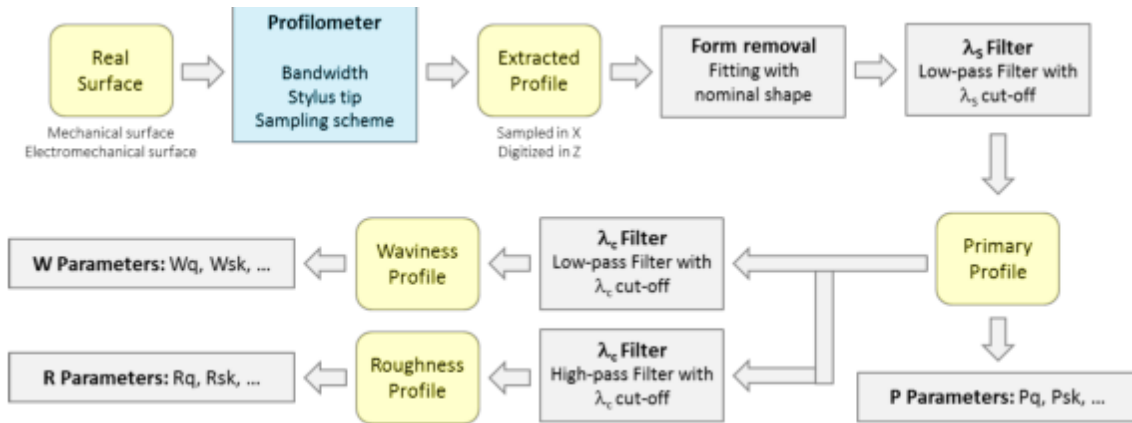 Real
Surface
Mechanical surface
Electromechanical surface
Profilometer
Bandwidth
Stylus tip
Sampling scheme
Extracted
Profile
Sampled in X
Digitized in Z
Form removal
Fitting with
nominal shape
λs Filter
Low-pass Filter with
λs cut-off
Primary
Profile
λc Filter
Low-pass Filter with
λc cut-off
Waviness
Profile
W Parameters: Wq, Wsk, ...
λc Filter
High-pass Filter with
λc cut-off
Roughness
Profile
R Parameters: Rq, Rsk, ...
P Parameters: Pq, Psk, ...